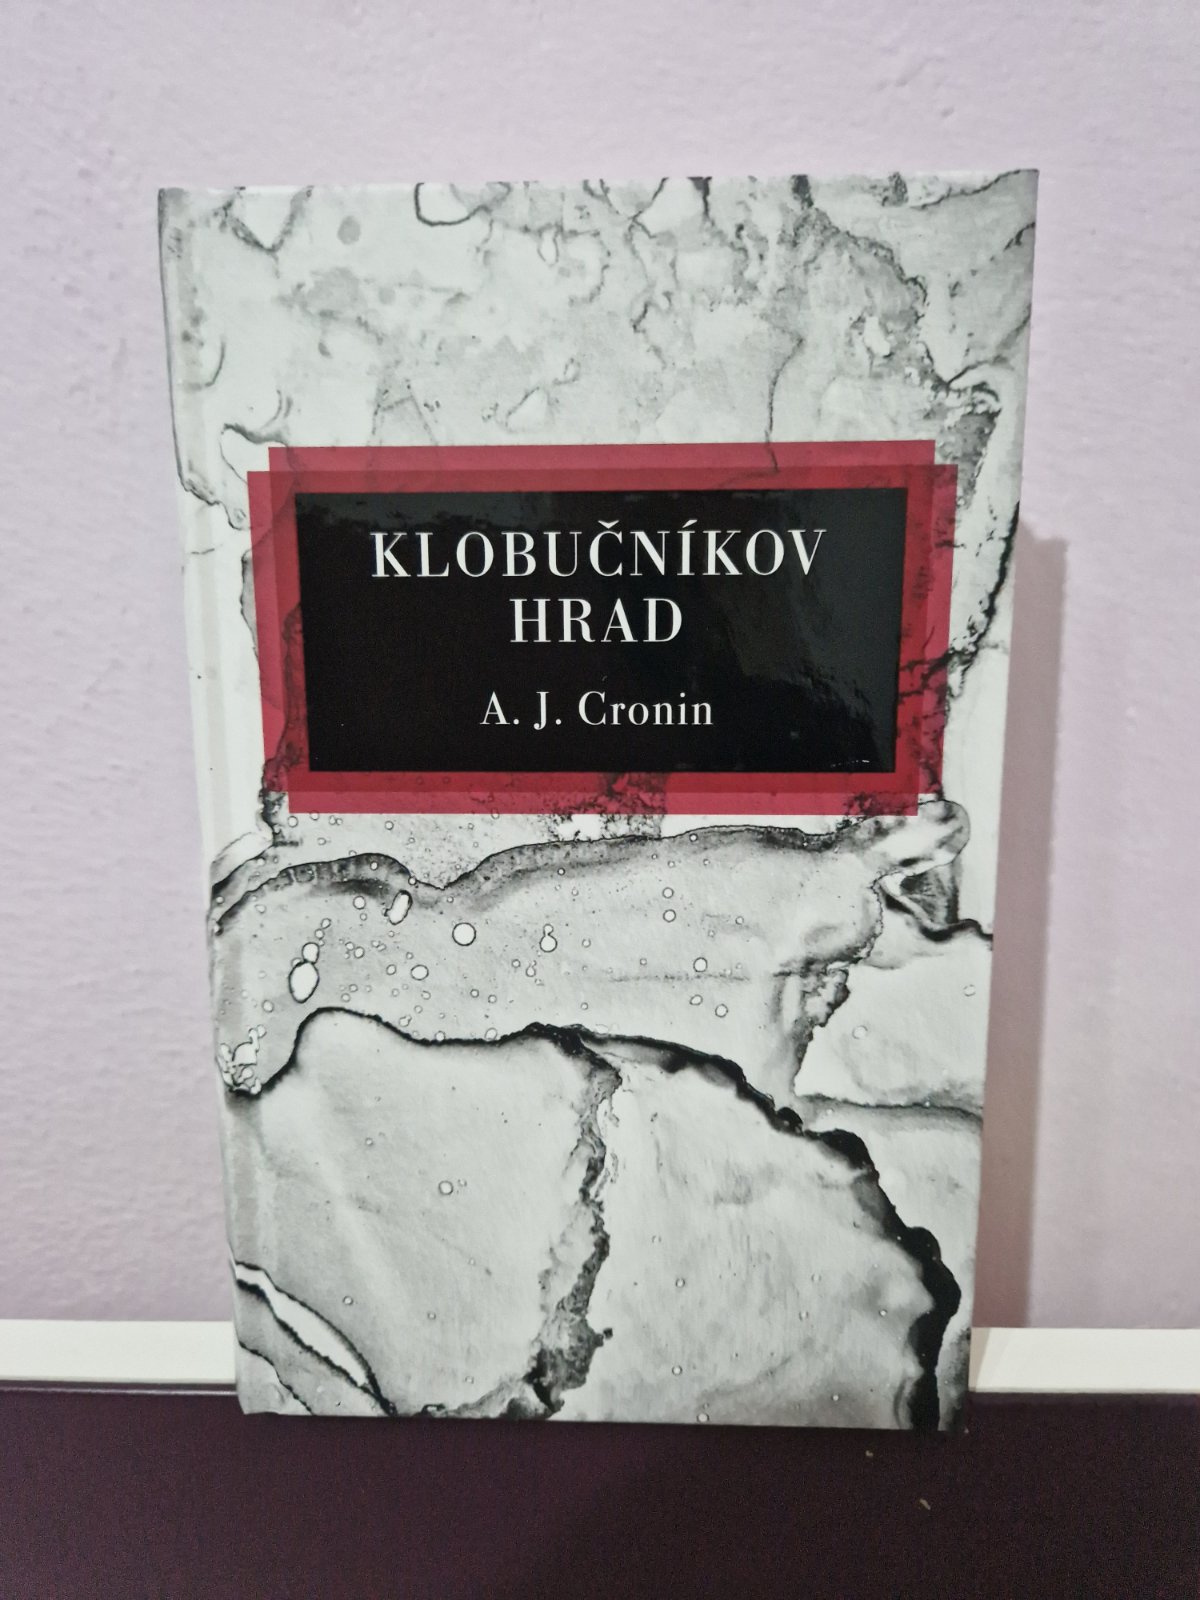 KLOBUČNÍKOV
HRAD
A. J. Cronin